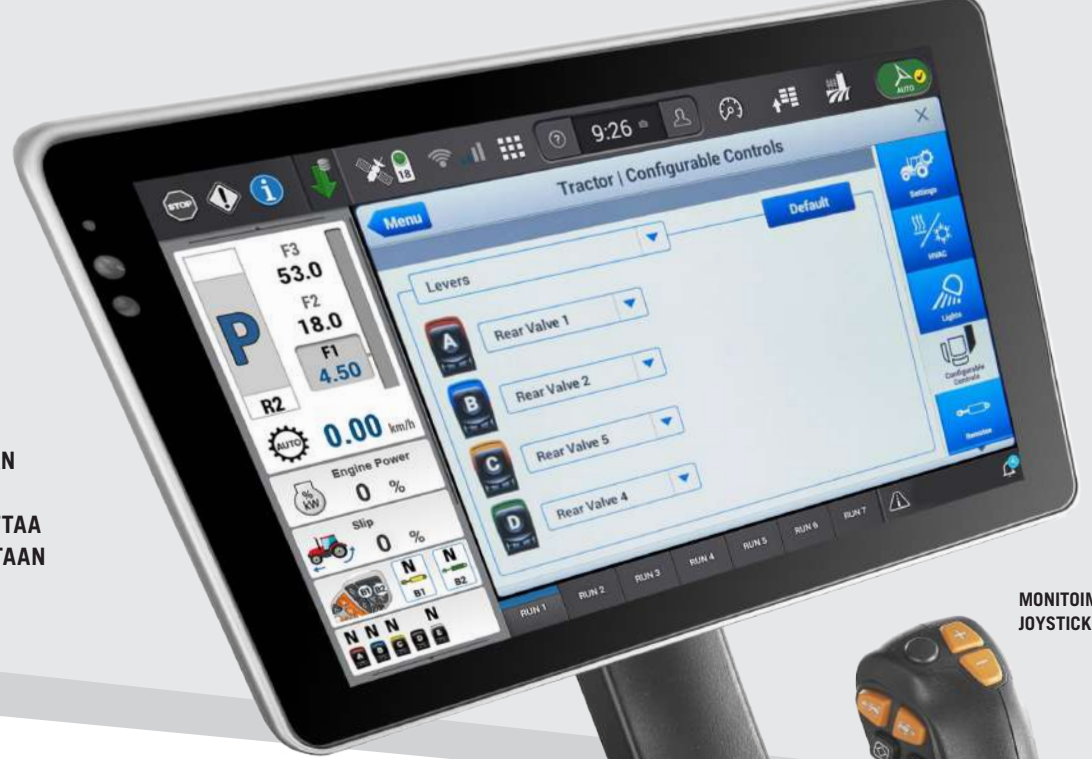 STOP
18
9:26
AUTO
Menu
Tractor | Configurable Controls
Default
Levers
A
Rear Valve 1
B
Rear Valve 2
C
Rear Valve 5
D
Rear Valve 4
Settings
HVAC
Lights
Configurable
Controls
Remotes
P
R2
F3
53.0
F2
18.0
F1
4.50
AUTO
0.00 km/h
Engine Power
% kW
0 %
Slip
0 %
B1 B2
N
B1
N
B2
N N N N
A B C D E
RUN 1
RUN 2
RUN 3
RUN 4
RUN 5
RUN 6
RUN 7
TAAN
JOYSTICK